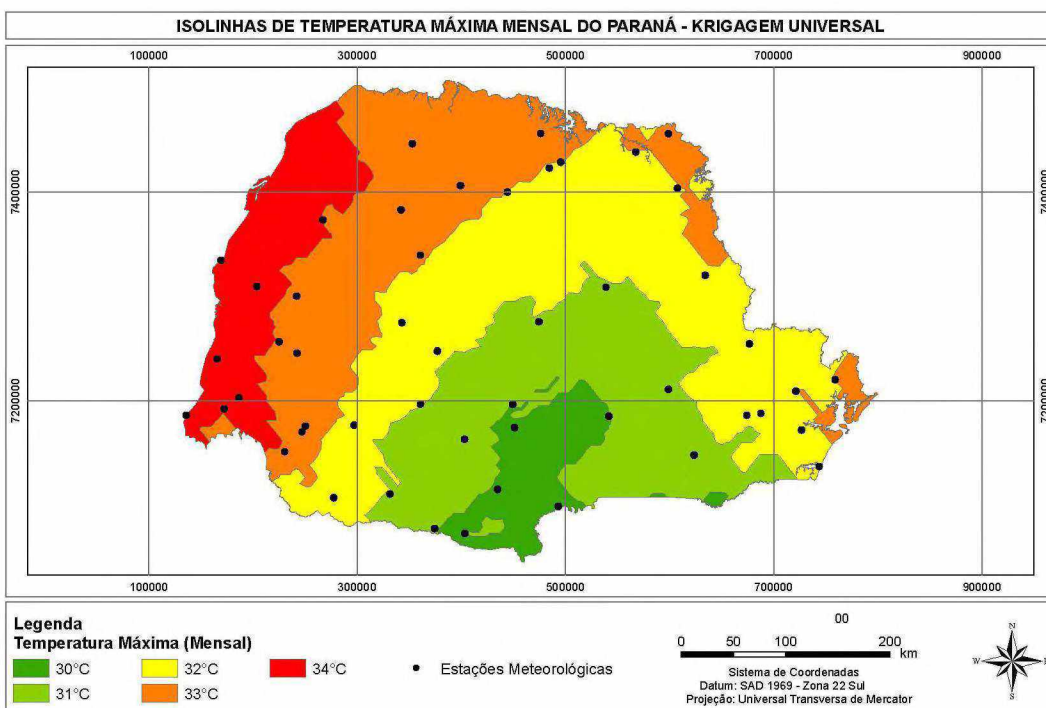 ISOLINHAS DE TEMPERATURA MÁXIMA MENSAL DO PARANÁ - KRIGAGEM UNIVERSAL
100000 300000 500000 700000 900000
7400000 7400000
7200000 7200000
100000 300000 500000 700000 900000
Legenda
Temperatura Máxima (Mensal)
30°C 32°C 34°C
31°C 33°C
Estações Meteorológicas
00
0 50 100 200
km
Sistema de Coordenadas
Datum: SAD 1969 - Zona 22 Sul
Projeção: Universal Transversa de Mercator
N
W E
S